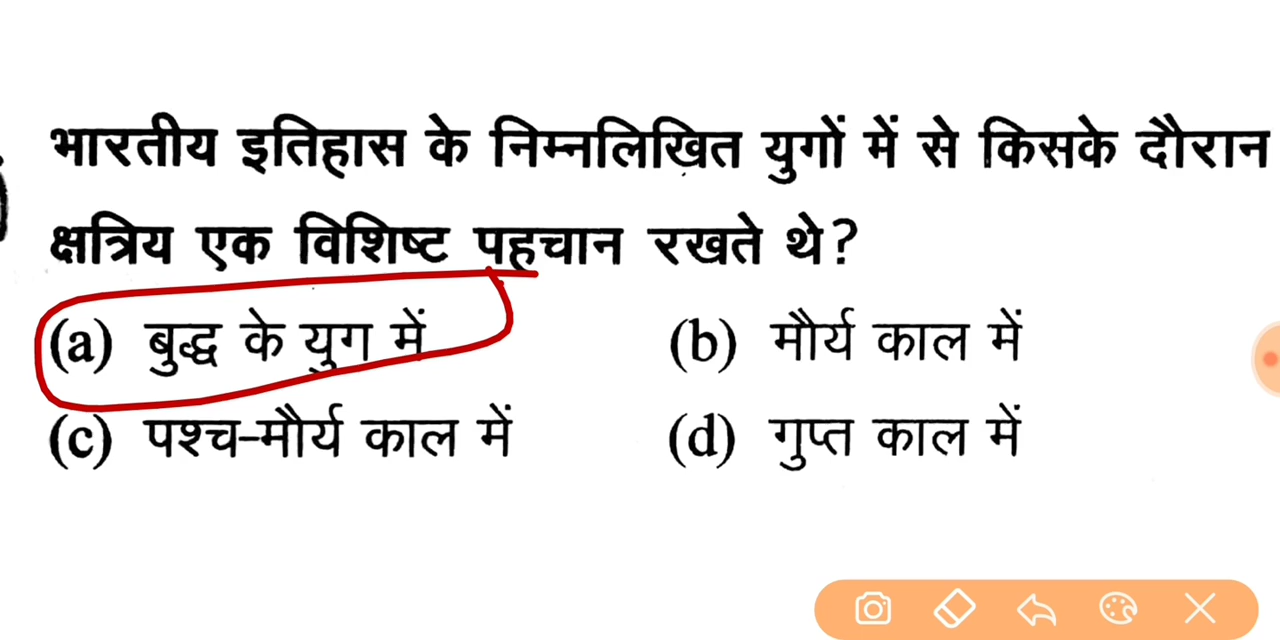 भारतीय इतिहास के निम्नलिखित युगों में से किसके दौरान
क्षत्रिय एक विशिष्ट पहचान रखते थे?
(a) बुद्ध के युग में (b) मौर्य काल में
(c) पश्च-मौर्य काल में (d) गुप्त काल में